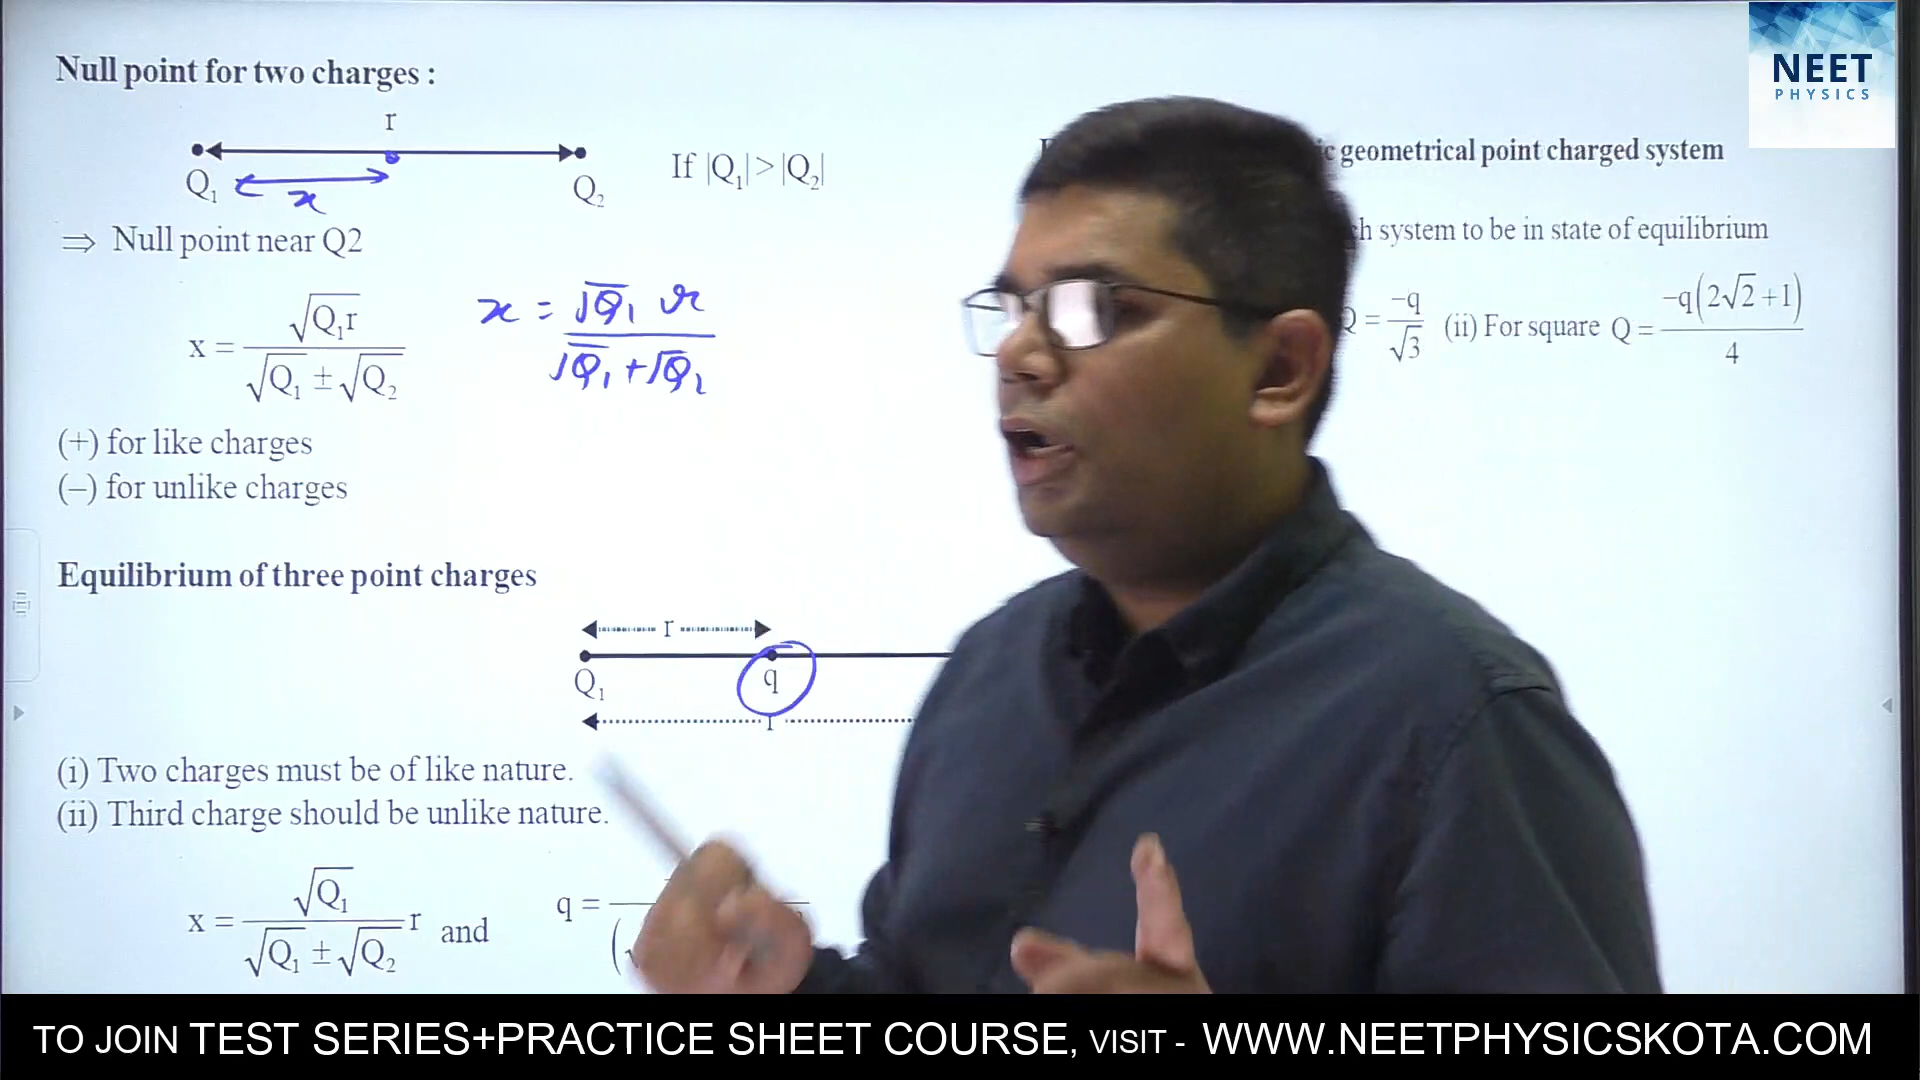 Null point for two charges :
r
Q₁ Q₂
x
If |Q₁|>|Q₂|
⇒ Null point near Q2
x = √Q₁r / (√Q₁ ± √Q₂)
x = √Q₁ r / (√Q₁ + √Q₂)
(+) for like charges
(–) for unlike charges
Equilibrium of three point charges
r
Q₁ q
r
(i) Two charges must be of like nature.
(ii) Third charge should be unlike nature.
x = √Q₁ / (√Q₁ ± √Q₂) r and q =
geometrical point charged system
system to be in state of equilibrium
= –q/√3 (ii) For square Q = –q(2√2+1)/4
NEET
PHYSICS
TO JOIN TEST SERIES+PRACTICE SHEET COURSE, VISIT - WWW.NEETPHYSICSKOTA.COM